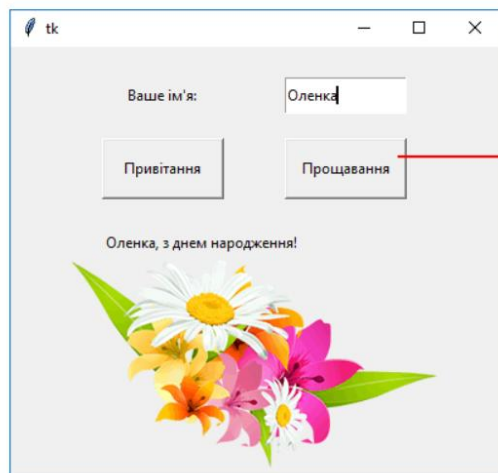 tk
Ваше ім'я: Оленка
Привітання Прощавання
Оленка, з днем народження!